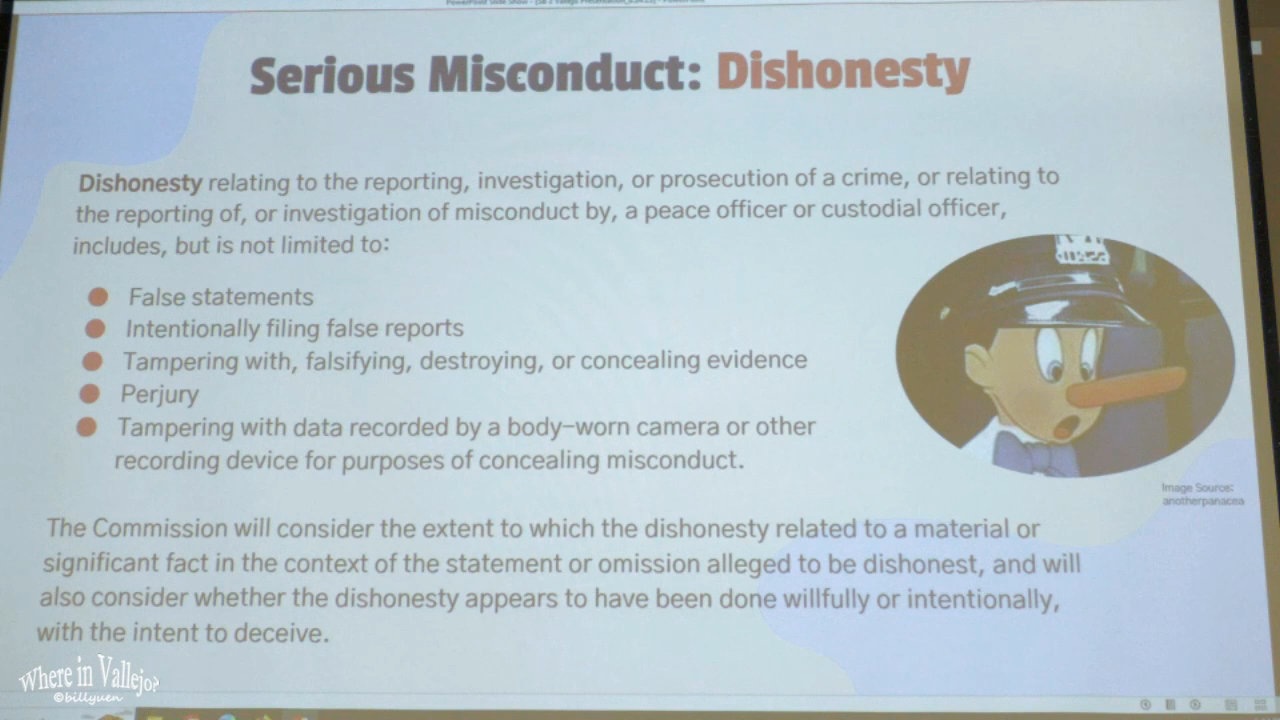 Serious Misconduct: Dishonesty
Dishonesty relating to the reporting, investigation, or prosecution of a crime, or relating to
the reporting of, or investigation of misconduct by, a peace officer or custodial officer,
includes, but is not limited to:
False statements
Intentionally filing false reports
Tampering with, falsifying, destroying, or concealing evidence
Perjury
Tampering with data recorded by a body-worn camera or other
recording device for purposes of concealing misconduct.
Image Source:
anotherpanacea
The Commission will consider the extent to which the dishonesty related to a material or
significant fact in the context of the statement or omission alleged to be dishonest, and will
also consider whether the dishonesty appears to have been done willfully or intentionally,
with the intent to deceive.
Where in Vallejo?
©billyuen